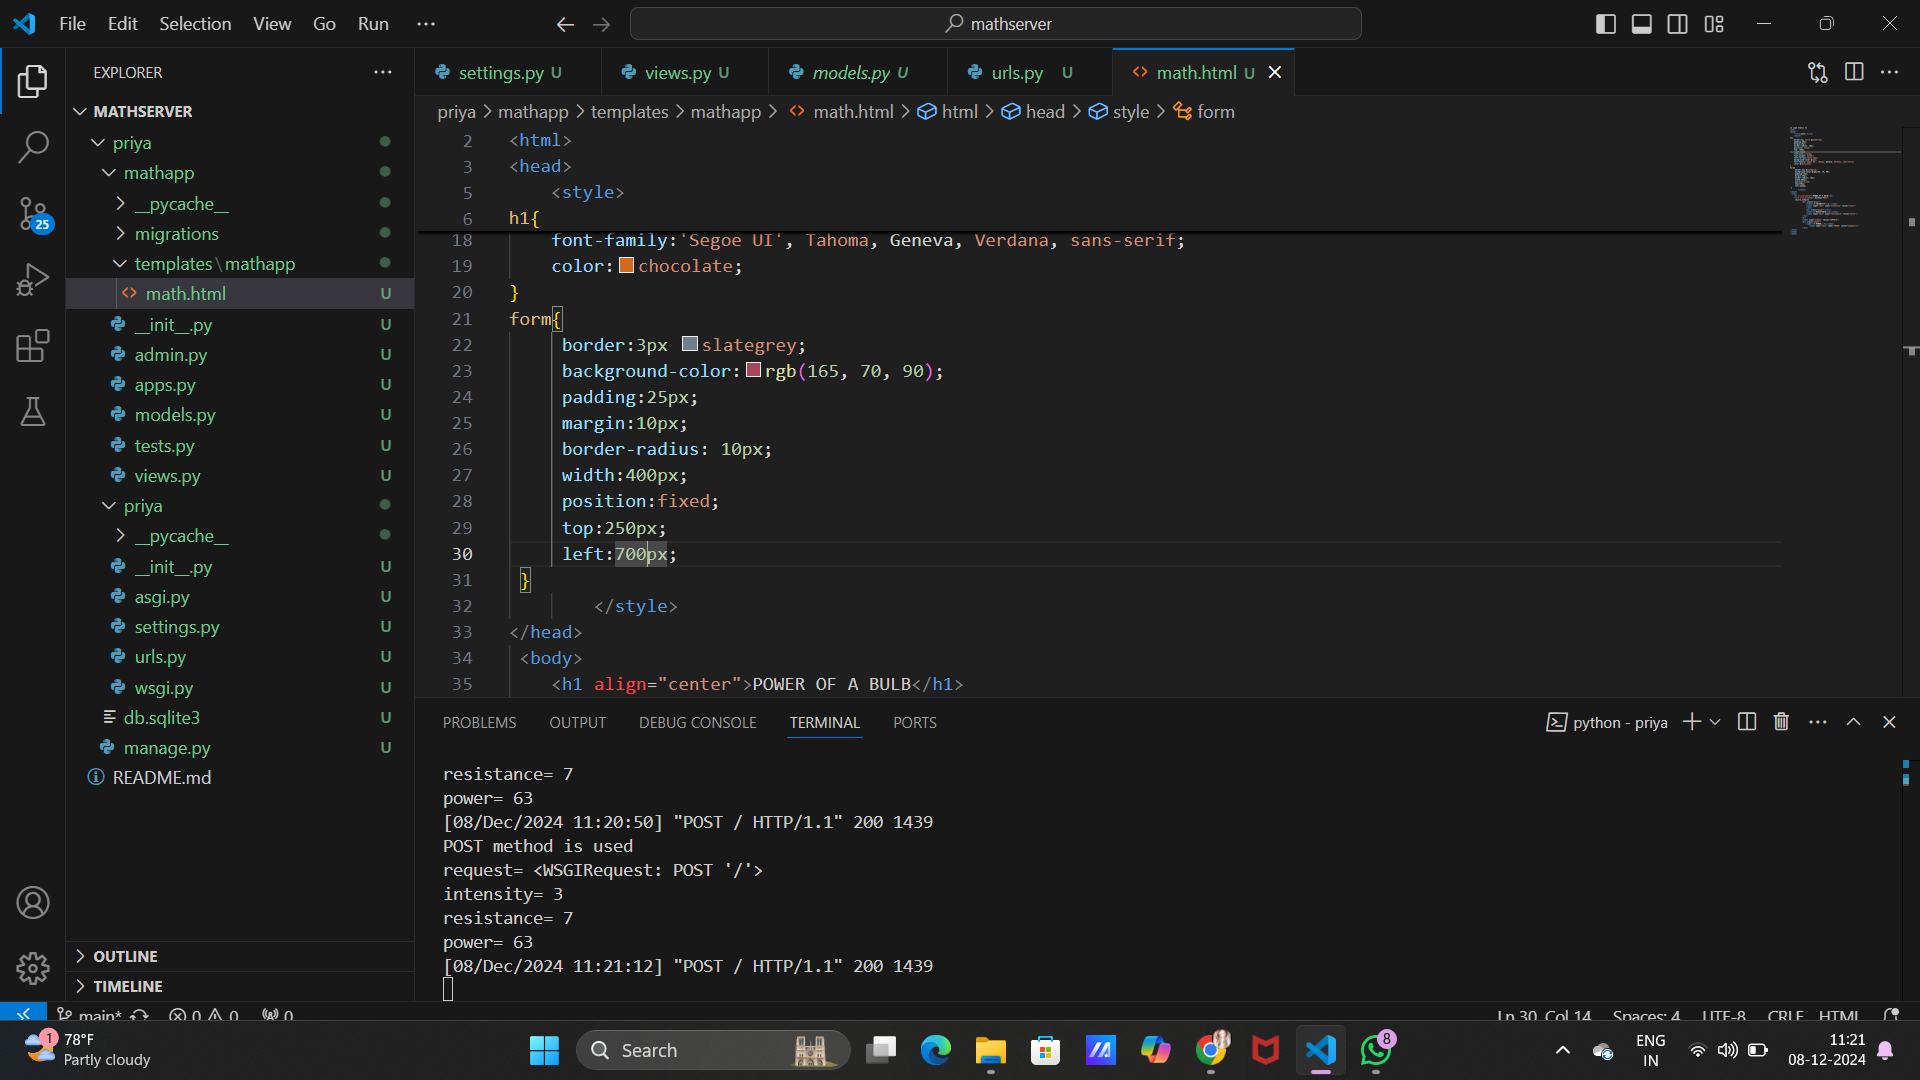 File Edit Selection View Go Run ···
mathserver
EXPLORER
MATHSERVER
priya
mathapp
__pycache__
migrations
templates\mathapp
math.html U
__init__.py U
admin.py U
apps.py U
models.py U
tests.py U
views.py U
priya
__pycache__
__init__.py U
asgi.py U
settings.py U
urls.py U
wsgi.py U
db.sqlite3 U
manage.py U
README.md
OUTLINE
TIMELINE
25
settings.py U views.py U models.py U urls.py U math.html U
priya > mathapp > templates > mathapp > math.html > html > head > style > form
2 <html>
3 <head>
5 <style>
6 h1{
18 font-family:'Segoe UI', Tahoma, Geneva, Verdana, sans-serif;
19 color:chocolate;
20 }
21 form{
22 border:3px slategrey;
23 background-color:rgb(165, 70, 90);
24 padding:25px;
25 margin:10px;
26 border-radius: 10px;
27 width:400px;
28 position:fixed;
29 top:250px;
30 left:700px;
31 }
32 </style>
33 </head>
34 <body>
35 <h1 align="center">POWER OF A BULB</h1>
PROBLEMS OUTPUT DEBUG CONSOLE TERMINAL PORTS
python - priya
resistance= 7
power= 63
[08/Dec/2024 11:20:50] "POST / HTTP/1.1" 200 1439
POST method is used
request= <WSGIRequest: POST '/'>
intensity= 3
resistance= 7
power= 63
[08/Dec/2024 11:21:12] "POST / HTTP/1.1" 200 1439
main* 0 0 0
Ln 30, Col 14 Spaces: 4 UTF-8 CRLF HTML
1
78°F
Partly cloudy
Search
8
ENG
IN
11:21
08-12-2024